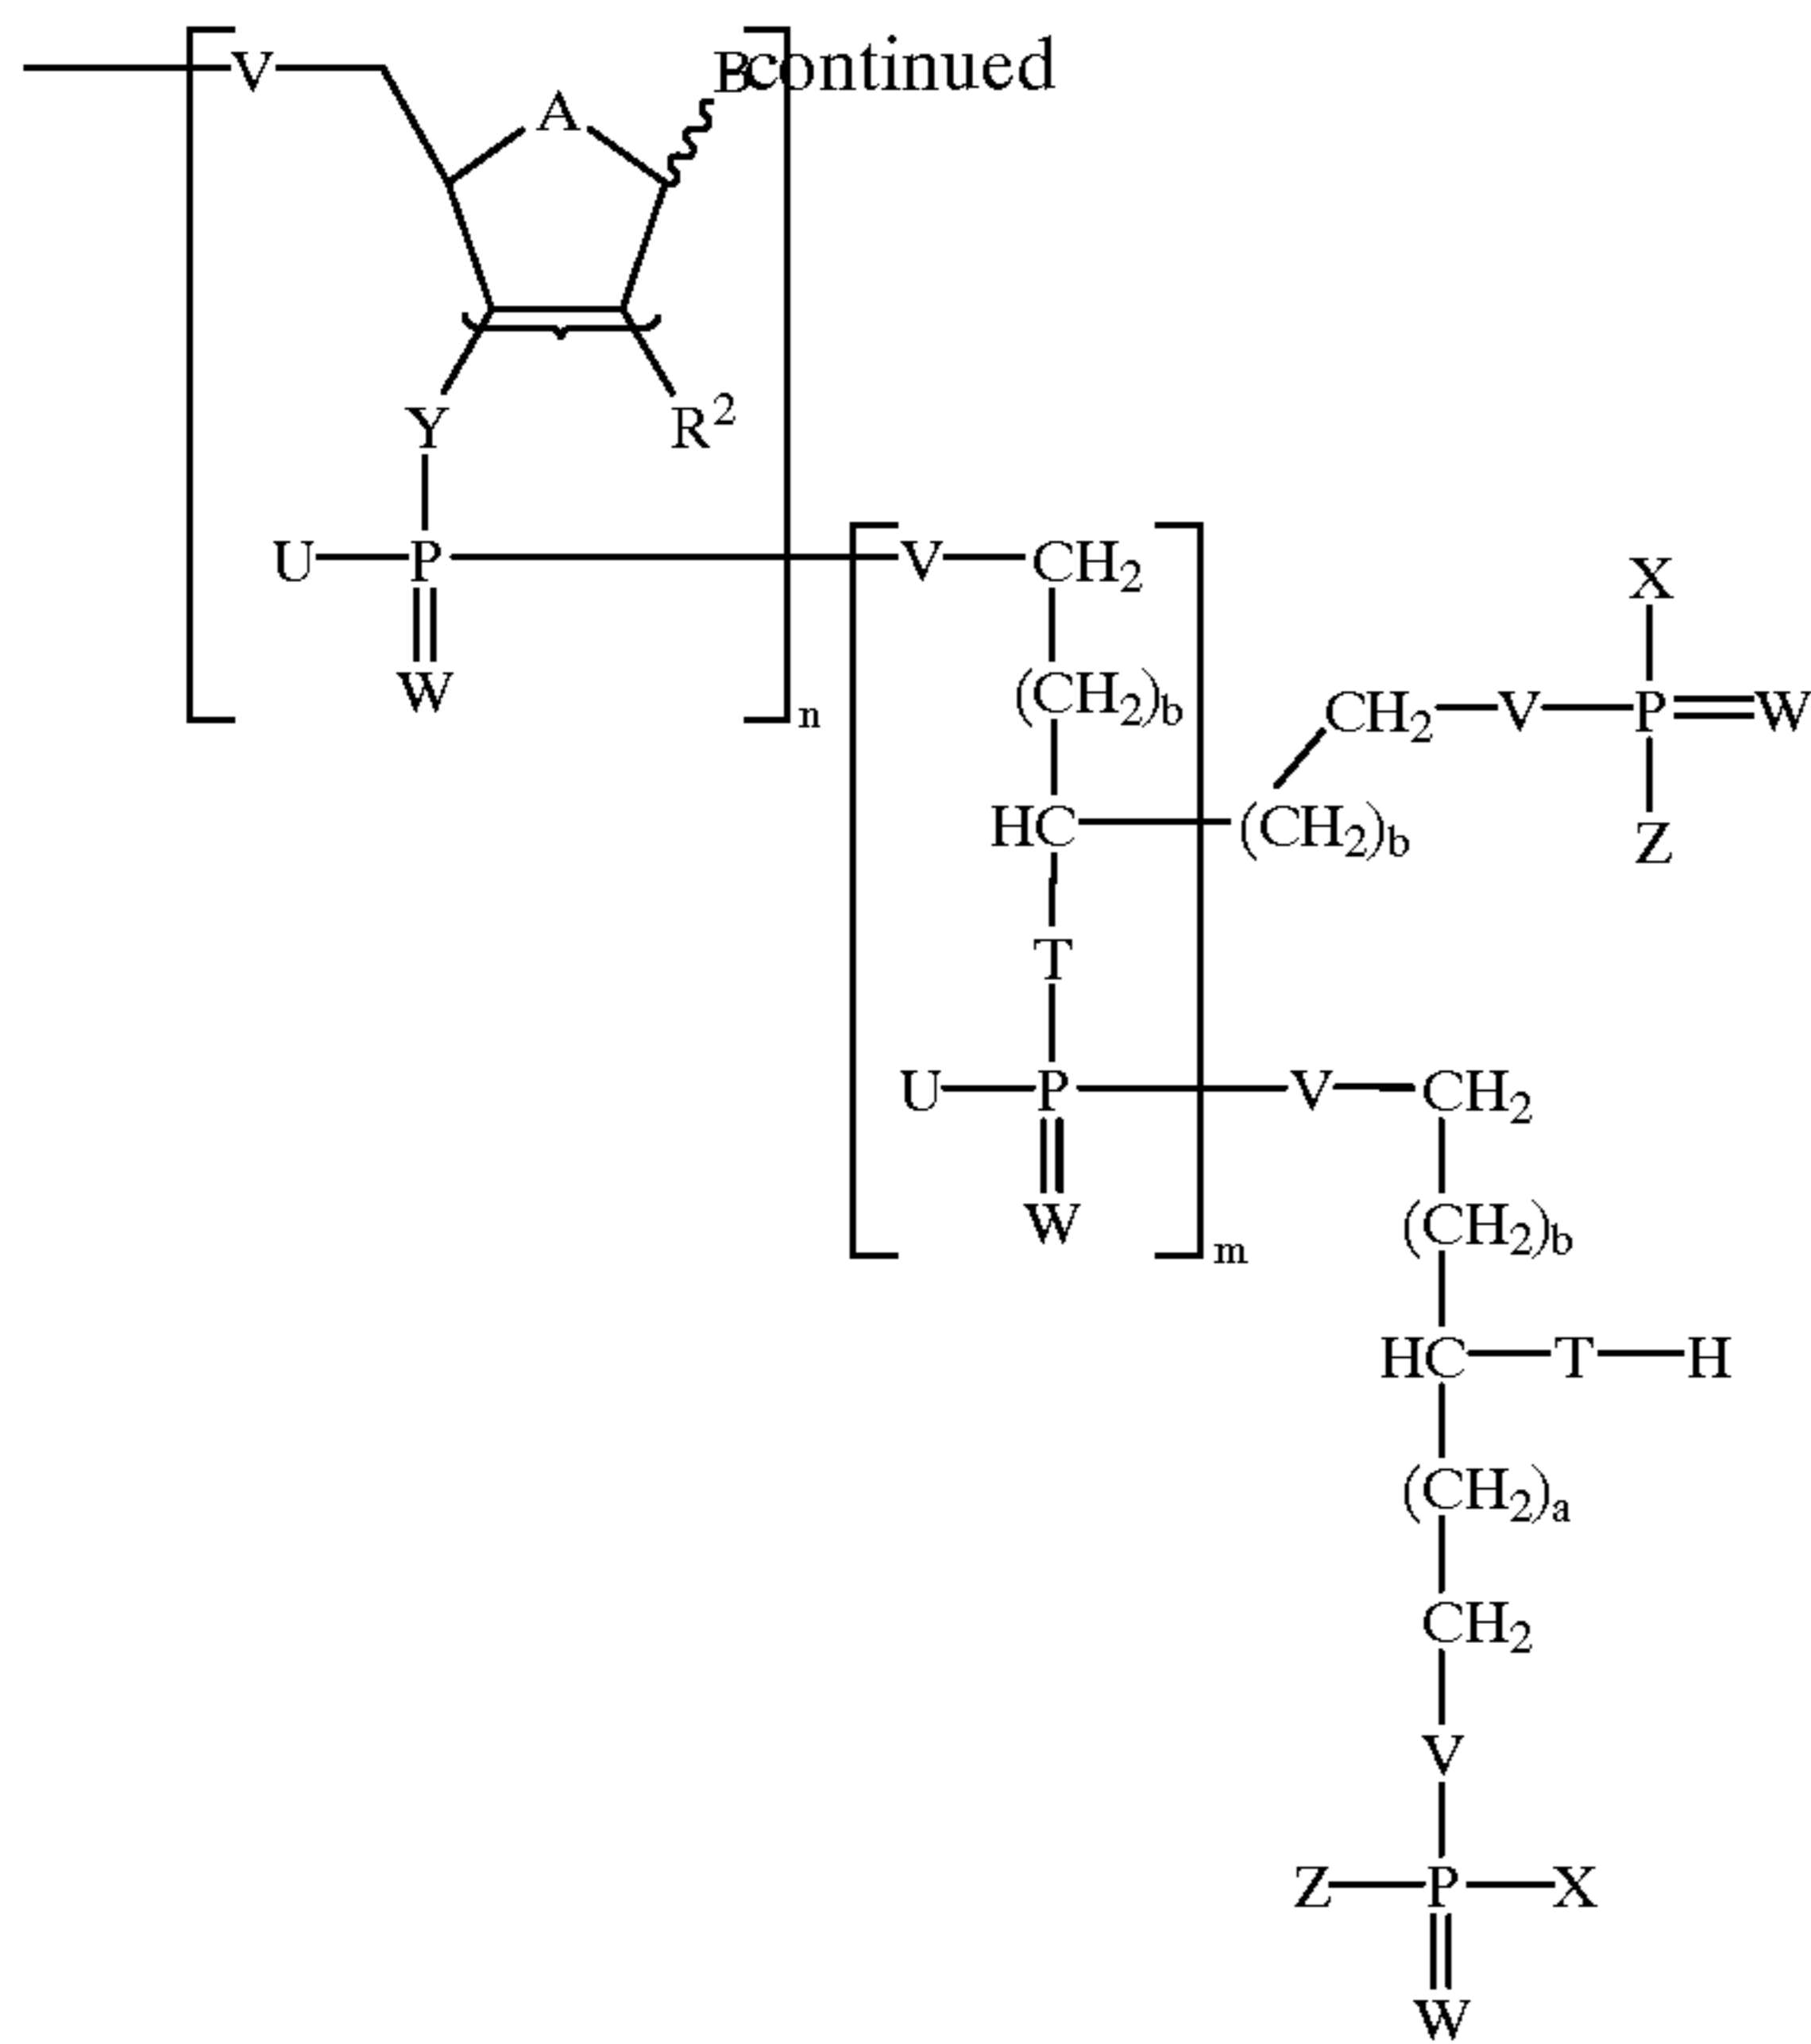 V B continued
A
Y R²
U P V CH₂ X
W n (CH₂)b CH₂ V P W
HC (CH₂)b Z
T
U P V CH₂
W m (CH₂)b
HC T H
(CH₂)a
CH₂
V
Z P X
W